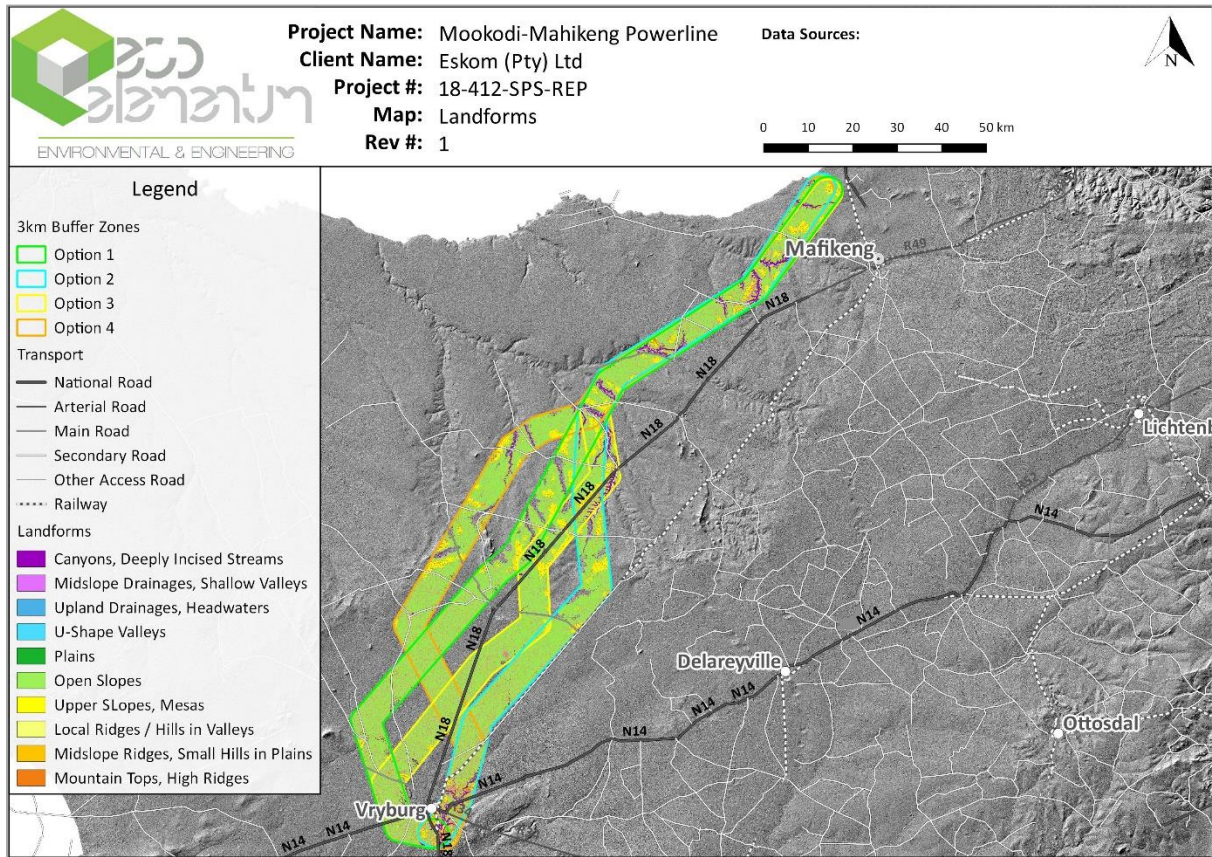 eco
elementum
ENVIRONMENTAL & ENGINEERING
Project Name: Mookodi-Mahikeng Powerline
Client Name: Eskom (Pty) Ltd
Project #: 18-412-SPS-REP
Map: Landforms
Rev #: 1
Data Sources:
N
0 10 20 30 40 50 km
Legend
3km Buffer Zones
Option 1
Option 2
Option 3
Option 4
Transport
National Road
Arterial Road
Main Road
Secondary Road
Other Access Road
Railway
Landforms
Canyons, Deeply Incised Streams
Midslope Drainages, Shallow Valleys
Upland Drainages, Headwaters
U-Shape Valleys
Plains
Open Slopes
Upper SLopes, Mesas
Local Ridges / Hills in Valleys
Midslope Ridges, Small Hills in Plains
Mountain Tops, High Ridges
Mafikeng
R49
N18
N18
Lichtenb
N18
N14
N18
N14
N18
Delareyville
N14
N14
N18
N14
Ottosdal
N14
Vryburg
N14
N14
N18